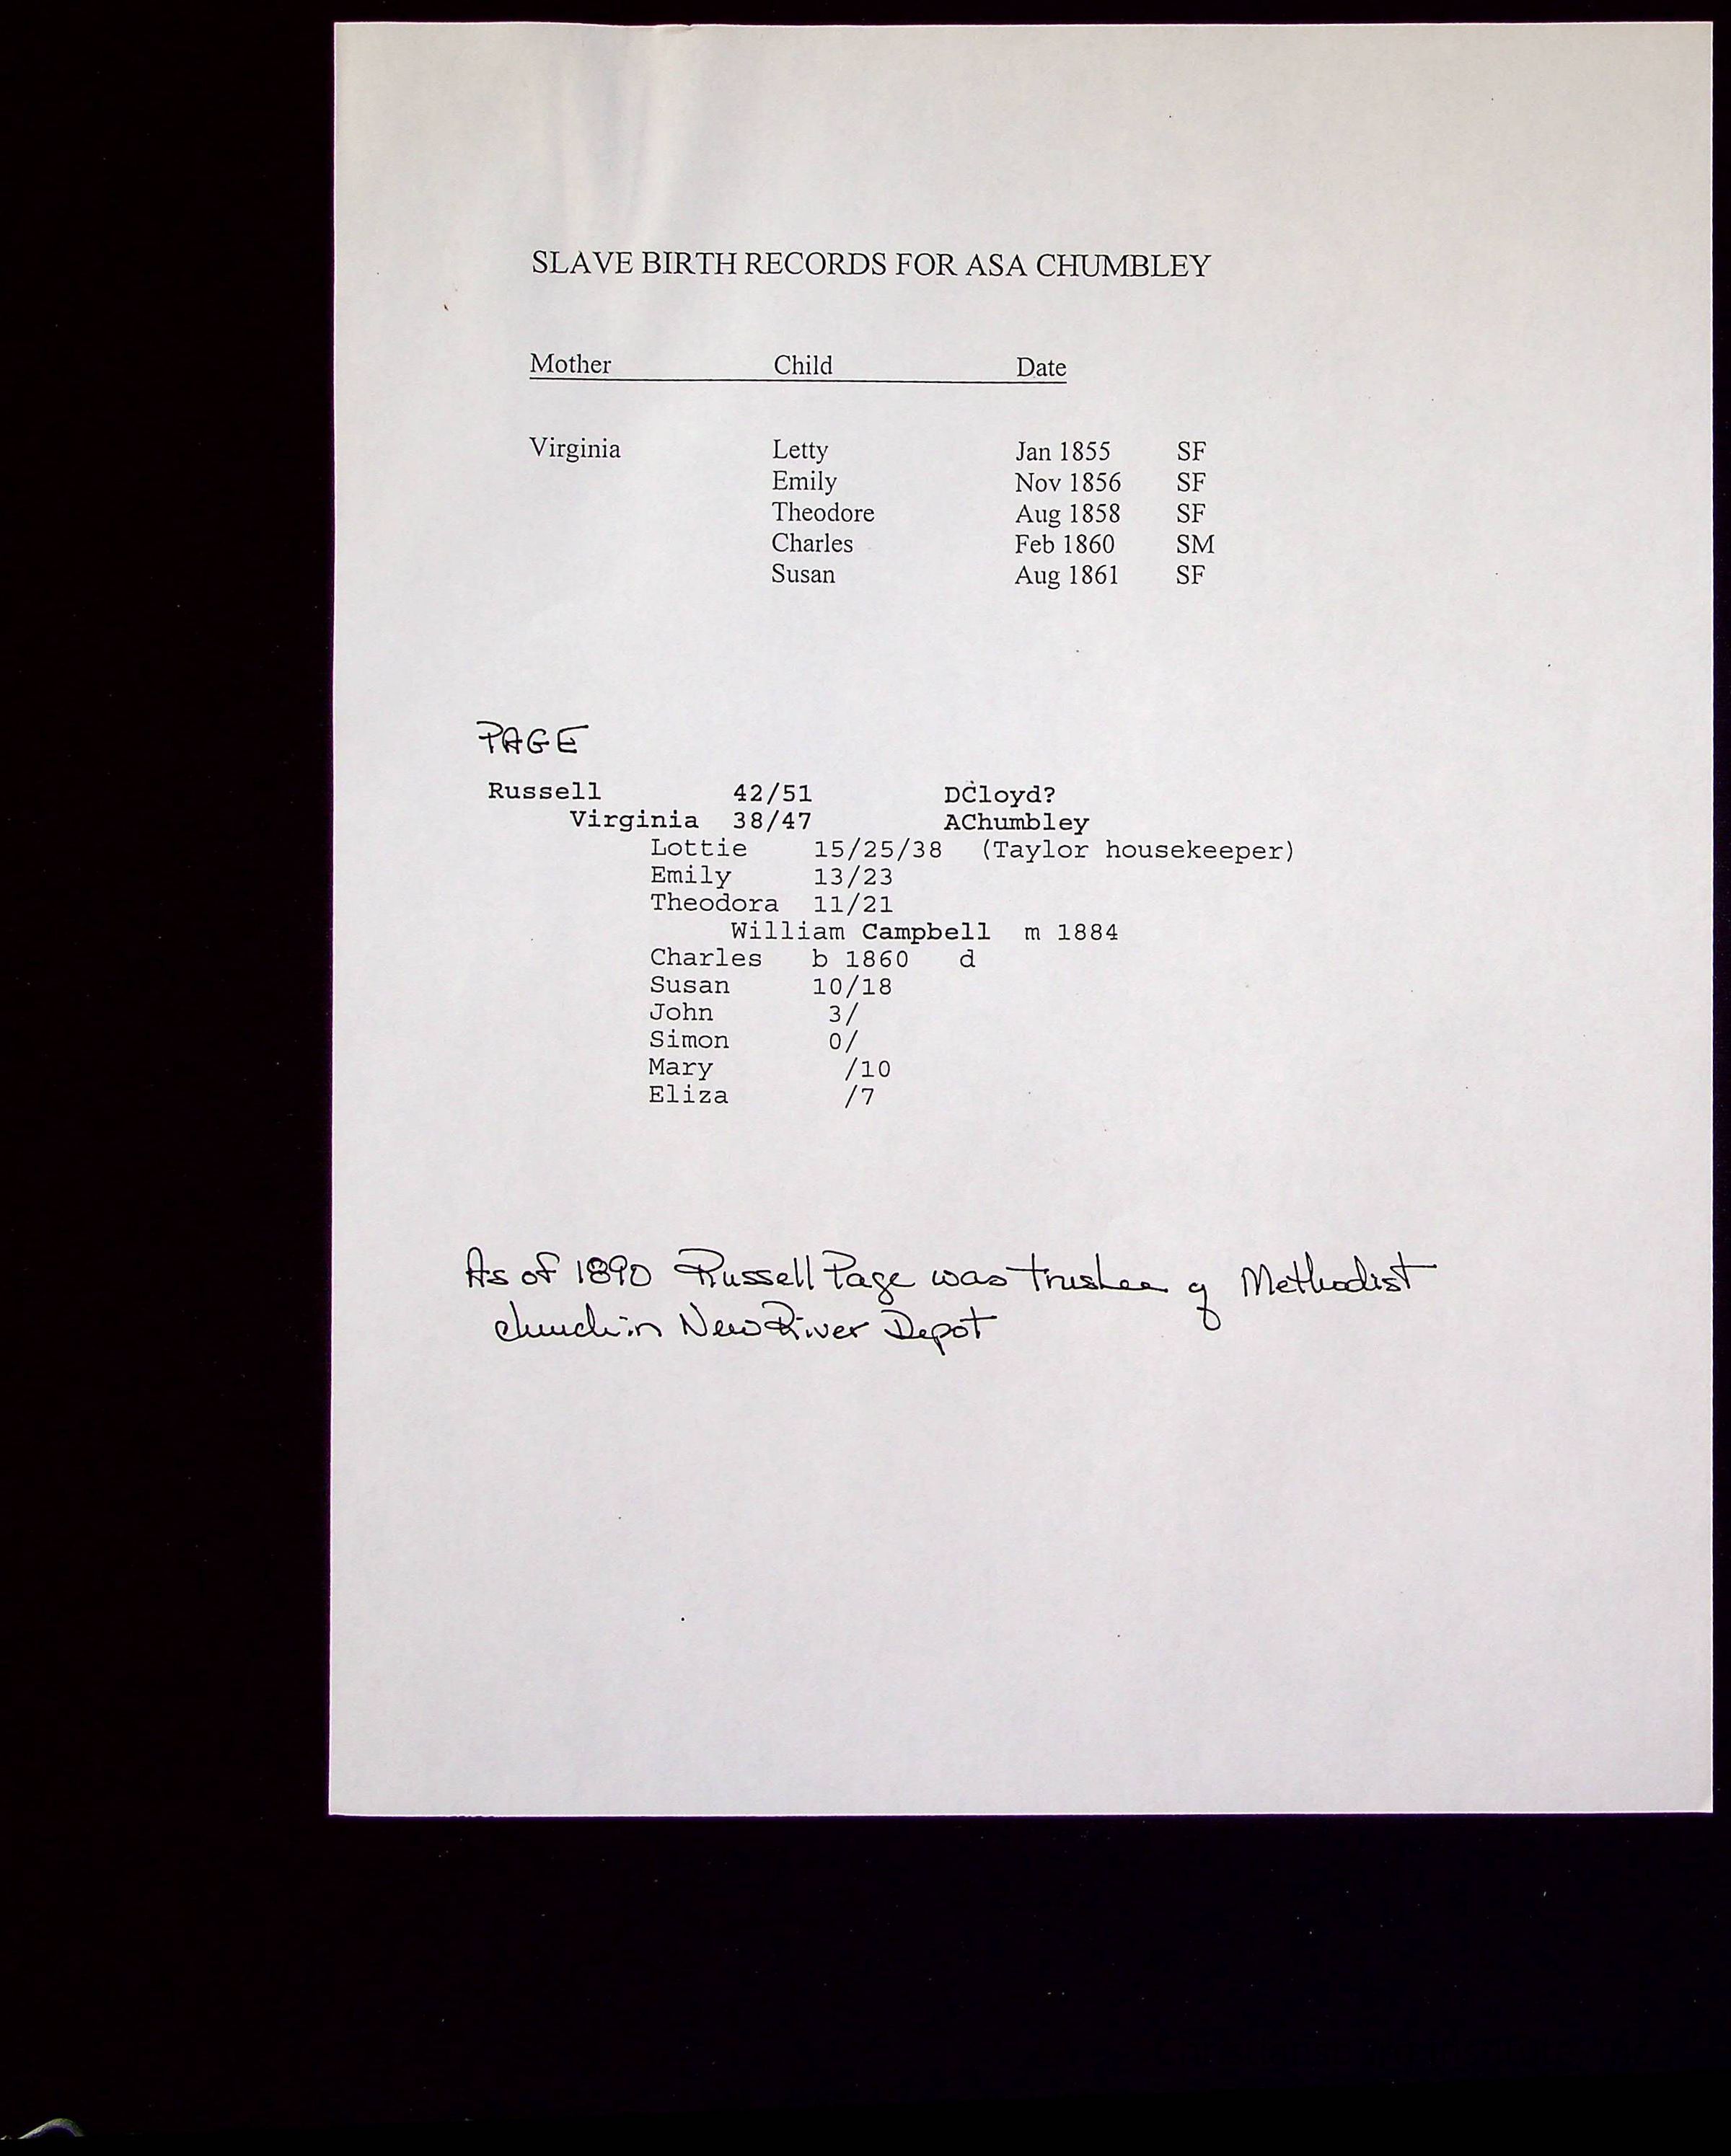 SLAVE BIRTH RECORDS FOR ASA CHUMBLEY
Mother Child Date
Virginia Letty Jan 1855 SF
Emily Nov 1856 SF
Theodore Aug 1858 SF
Charles Feb 1860 SM
Susan Aug 1861 SF
PAGE
Russell 42/51 DCloyd?
Virginia 38/47 AChumbley
Lottie 15/25/38 (Taylor housekeeper)
Emily 13/23
Theodora 11/21
William Campbell m 1884
Charles b 1860 d
Susan 10/18
John 3/
Simon 0/
Mary /10
Eliza /7
As of 1890 Russell Page was trustee of Methodist
church in New River Depot